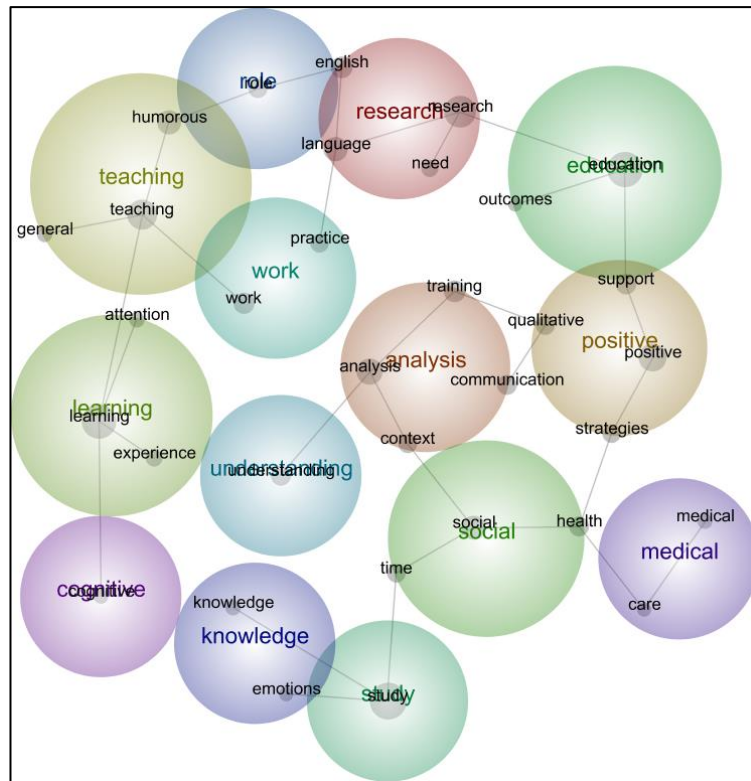 english
role
role
humorous
research
research
language
need
teaching
education
education
outcomes
teaching
general
practice
work
work
support
training
attention
qualitative
positive
positive
analysis
analysis
communication
learning
learning
experience
context
strategies
understanding
understanding
social
social
health
medical
medical
time
cognitive
cognitive
care
knowledge
knowledge
emotions
study
study